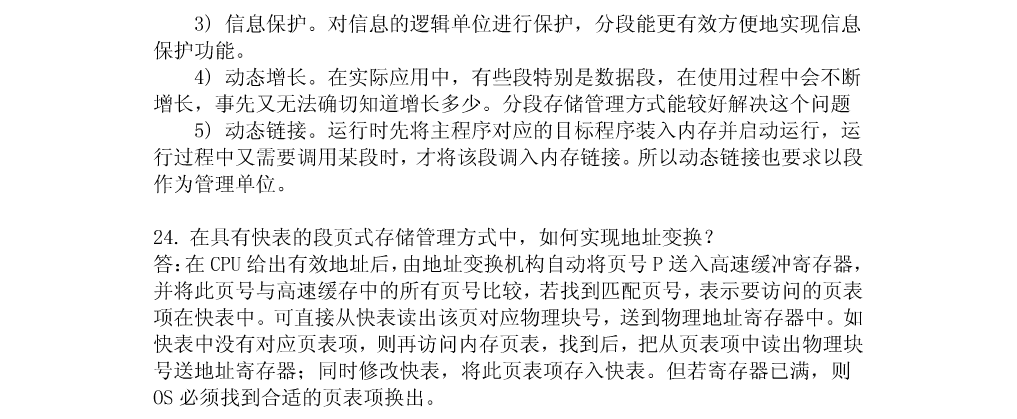 3) 信息保护。对信息的逻辑单位进行保护，分段能更有效方便地实现信息
保护功能。
4) 动态增长。在实际应用中，有些段特别是数据段，在使用过程中会不断
增长，事先又无法确切知道增长多少。分段存储管理方式能较好解决这个问题
5) 动态链接。运行时先将主程序对应的目标程序装入内存并启动运行，运
行过程中又需要调用某段时，才将该段调入内存链接。所以动态链接也要求以段
作为管理单位。
24. 在具有快表的段页式存储管理方式中，如何实现地址变换？
答：在 CPU 给出有效地址后，由地址变换机构自动将页号 P 送入高速缓冲寄存器，
并将此页号与高速缓存中的所有页号比较，若找到匹配页号，表示要访问的页表
项在快表中。可直接从快表读出该页对应物理块号，送到物理地址寄存器中。如
快表中没有对应页表项，则再访问内存页表，找到后，把从页表项中读出物理块
号送地址寄存器；同时修改快表，将此页表项存入快表。但若寄存器已满，则
OS 必须找到合适的页表项换出。